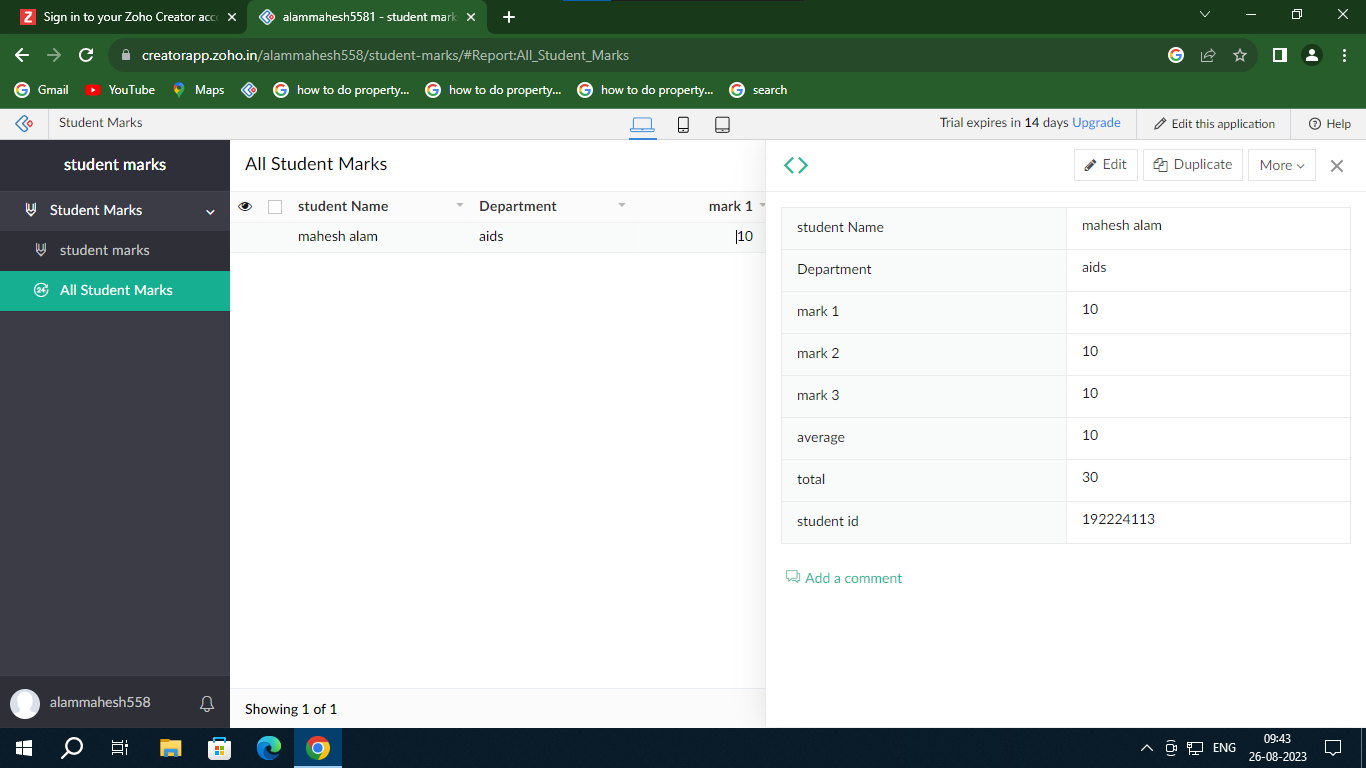 Sign in to your Zoho Creator acc
alammahesh5581 - student mark
creatorapp.zoho.in/alammahesh558/student-marks/#Report:All_Student_Marks
Gmail YouTube Maps how to do property... how to do property... how to do property... search
Student Marks Trial expires in 14 days Upgrade Edit this application Help
student marks
Student Marks
student marks
All Student Marks
alammahesh558
All Student Marks
student Name Department mark 1
mahesh alam aids 10
Showing 1 of 1
Edit Duplicate More
student Name mahesh alam
Department aids
mark 1 10
mark 2 10
mark 3 10
average 10
total 30
student id 192224113
Add a comment
ENG 09:43
26-08-2023